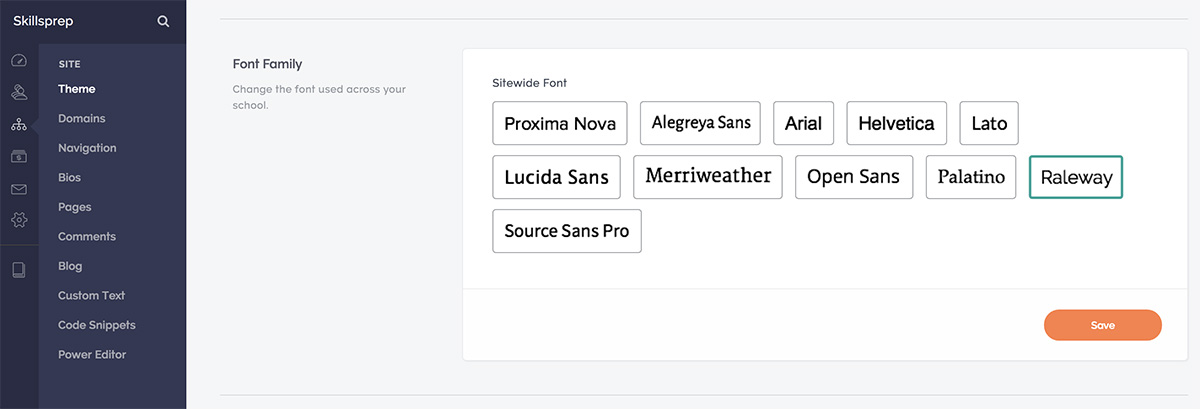 Skillsprep
SITE
Theme
Domains
Navigation
Bios
Pages
Comments
Blog
Custom Text
Code Snippets
Power Editor
Font Family
Change the font used across your
school.
Sitewide Font
Proxima Nova Alegreya Sans Arial Helvetica Lato
Lucida Sans Merriweather Open Sans Palatino Raleway
Source Sans Pro
Save